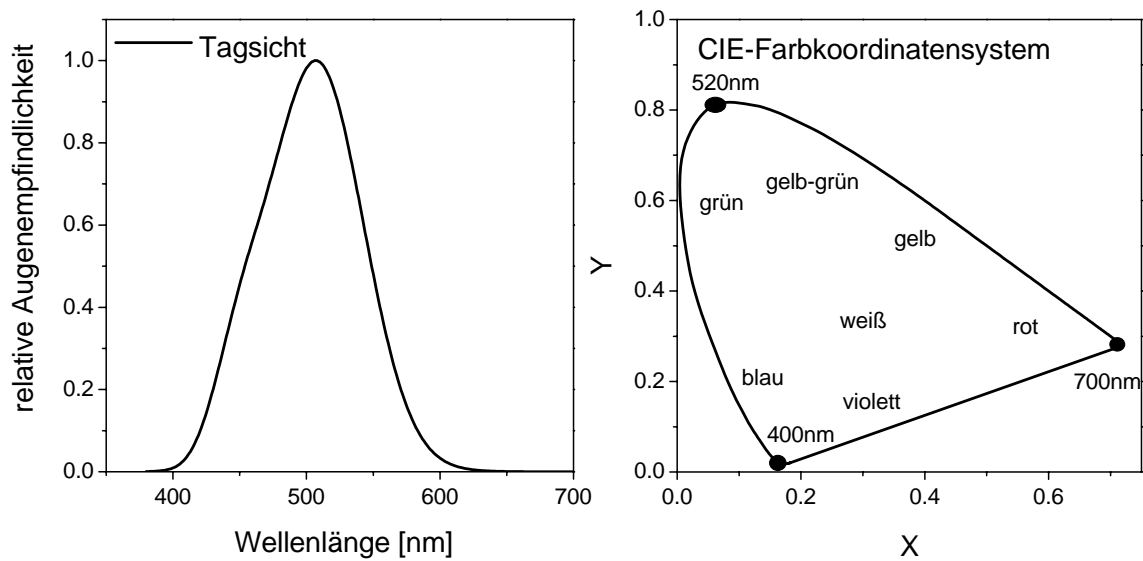 relative Augenempfindlichkeit
1.0
0.8
0.6
0.4
0.2
0.0
Tagsicht
400
500
600
700
Wellenlänge [nm]
Y
1.0
0.8
0.6
0.4
0.2
0.0
CIE-Farbkoordinatensystem
520nm
gelb-grün
grün
gelb
weiß
rot
blau
violett
700nm
400nm
0.0
0.2
0.4
0.6
X